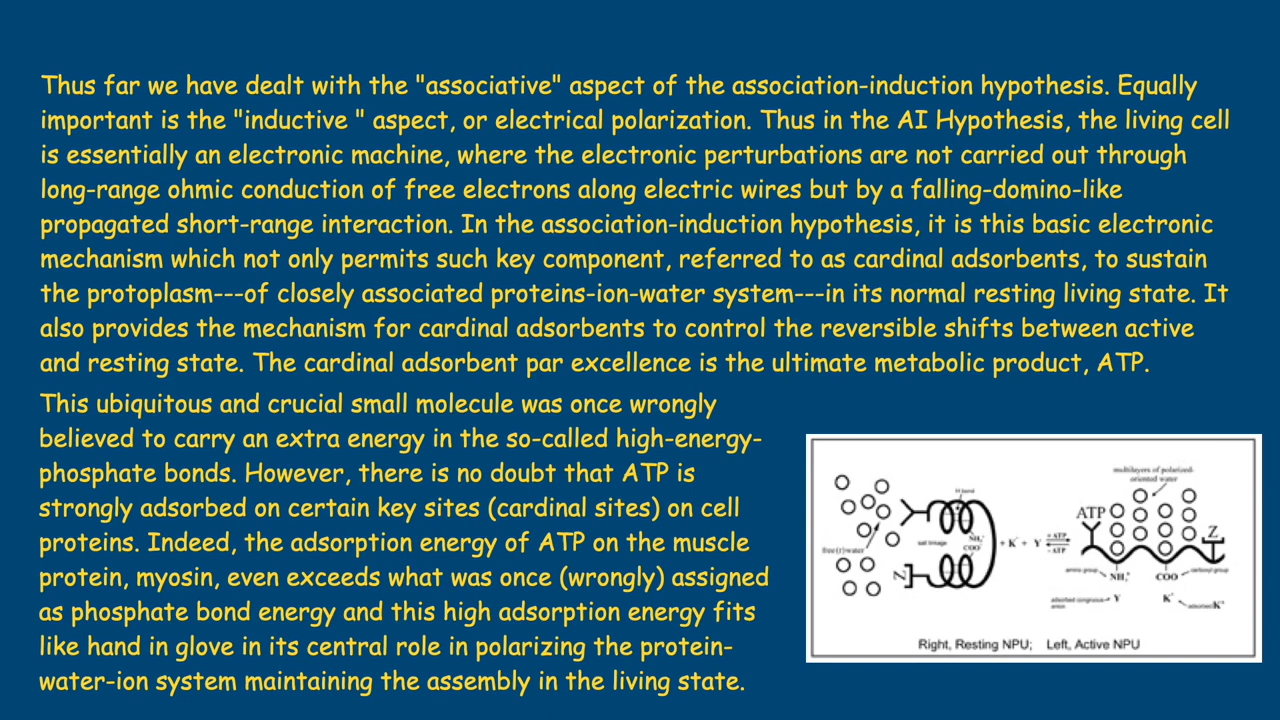 Thus far we have dealt with the "associative" aspect of the association-induction hypothesis. Equally
important is the "inductive " aspect, or electrical polarization. Thus in the AI Hypothesis, the living cell
is essentially an electronic machine, where the electronic perturbations are not carried out through
long-range ohmic conduction of free electrons along electric wires but by a falling-domino-like
propagated short-range interaction. In the association-induction hypothesis, it is this basic electronic
mechanism which not only permits such key component, referred to as cardinal adsorbents, to sustain
the protoplasm---of closely associated proteins-ion-water system---in its normal resting living state. It
also provides the mechanism for cardinal adsorbents to control the reversible shifts between active
and resting state. The cardinal adsorbent par excellence is the ultimate metabolic product, ATP.
This ubiquitous and crucial small molecule was once wrongly
believed to carry an extra energy in the so-called high-energy-
phosphate bonds. However, there is no doubt that ATP is
strongly adsorbed on certain key sites (cardinal sites) on cell
proteins. Indeed, the adsorption energy of ATP on the muscle
protein, myosin, even exceeds what was once (wrongly) assigned
as phosphate bond energy and this high adsorption energy fits
like hand in glove in its central role in polarizing the protein-
water-ion system maintaining the assembly in the living state.
multilayers of polarized-
oriented water
H bond
ATP
Z
salt linkage
NH₃⁺
COO⁻
+ K⁺ + Y
+ ATP
- ATP
free water
Z
amino group
NH₃⁺
COO⁻
carboxyl group
adsorbed congruous
anion
Y
K⁺
adsorbed K⁺
Right, Resting NPU; Left, Active NPU